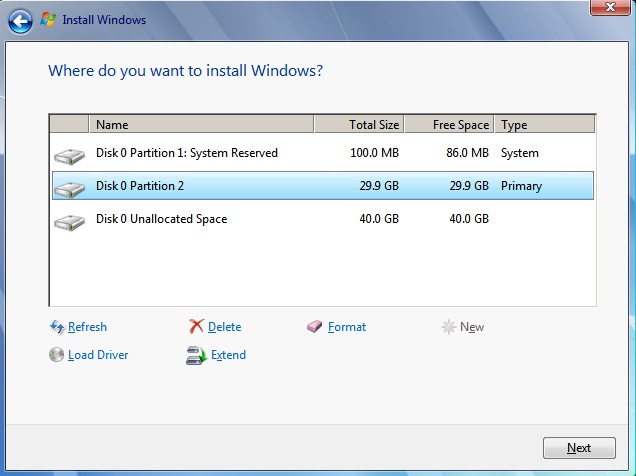 Install Windows
Where do you want to install Windows?
Name Total Size Free Space Type
Disk 0 Partition 1: System Reserved 100.0 MB 86.0 MB System
Disk 0 Partition 2 29.9 GB 29.9 GB Primary
Disk 0 Unallocated Space 40.0 GB 40.0 GB
Refresh Delete Format New
Load Driver Extend
Next